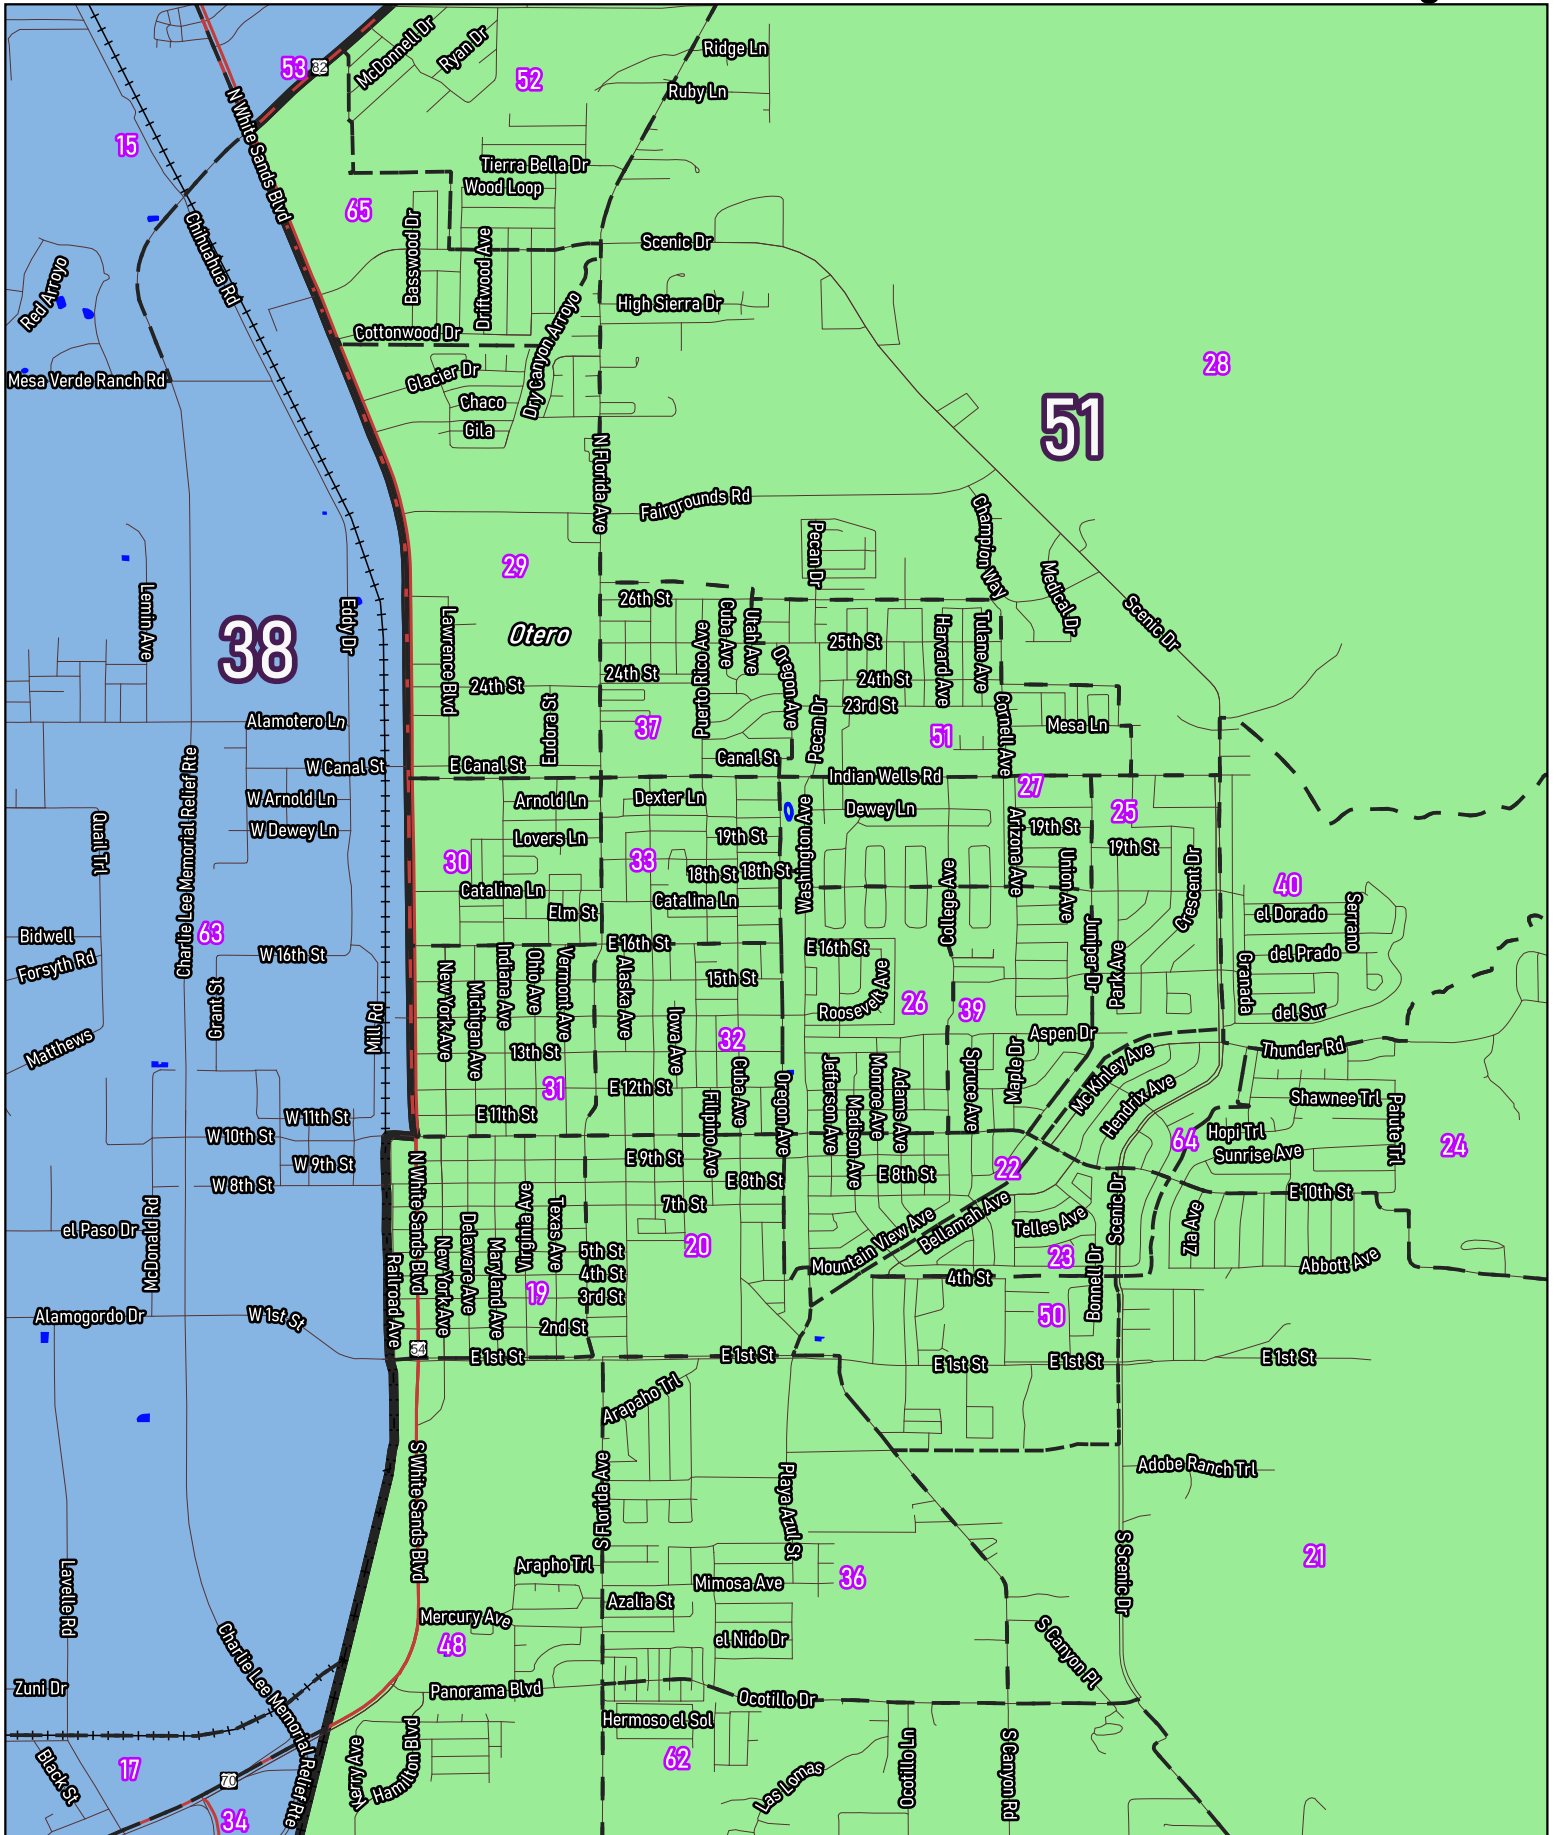 McDonnell Dr
Ryan Dr
Ridge Ln
53
82
52
Ruby Ln
N White Sands Blvd
15
Tierra Bella Dr
Wood Loop
65
Basswood Dr
Driftwood Ave
Scenic Dr
Chihuahua Rd
Red Arroyo
High Sierra Dr
Cottonwood Dr
Dry Canyon Arroyo
28
Mesa Verde Ranch Rd
Glacier Dr
Chaco
Gila
51
N Florida Ave
Fairgrounds Rd
Champion Way
Pecan Dr
29
Medical Dr
Lemin Ave
Eddy Dr
38
Lawrence Blvd
Otero
26th St
Cuba Ave
Utah Ave
25th St
Harvard Ave
Tulane Ave
Scenic Dr
Puerto Rico Ave
24th St
24th St
Oregon Ave
24th St
23rd St
Pecan Dr
Cornell Ave
Mesa Ln
Alamotero Ln
Eudora St
37
51
Charlie Lee Memorial Relief Rte
W Canal St
E Canal St
Canal St
Indian Wells Rd
27
W Arnold Ln
Arnold Ln
Dexter Ln
Dewey Ln
25
Quail Trl
W Dewey Ln
Lovers Ln
19th St
Washington Ave
Arizona Ave
19th St
19th St
30
33
18th St
18th St
College Ave
Union Ave
Crescent Dr
40
Catalina Ln
Catalina Ln
Elm St
el Dorado
Serrano
Bidwell
63
E 16th St
E 16th St
Juniper Dr
Park Ave
del Prado
Forsyth Rd
W 16th St
Indiana Ave
Ohio Ave
Vermont Ave
New York Ave
Michigan Ave
Alaska Ave
15th St
Roosevelt Ave
26
39
Granada
Grant St
Mill Rd
Iowa Ave
del Sur
Matthews
13th St
32
Aspen Dr
Thunder Rd
Cuba Ave
Oregon Ave
Jefferson Ave
Monroe Ave
Adams Ave
Spruce Ave
Maple Dr
Mc Kinley Ave
31
E 12th St
Filipino Ave
Madison Ave
Hendrix Ave
Shawnee Trl
Paiute Trl
W 11th St
E 11th St
W 10th St
64
Hopi Trl
24
W 9th St
E 9th St
Sunrise Ave
W 8th St
E 8th St
E 8th St
22
E 10th St
N White Sands Blvd
Virginia Ave
Texas Ave
7th St
Scenic Dr
McDonald Rd
Delaware Ave
Bellamah Ave
Telles Ave
Zia Ave
el Paso Dr
New York Ave
Maryland Ave
5th St
20
Mountain View Ave
23
Abbott Ave
Railroad Ave
4th St
4th St
Bonnell Dr
19
3rd St
50
Alamogordo Dr
W 1st St
2nd St
54
E 1st St
E 1st St
E 1st St
E 1st St
E 1st St
Arapaho Trl
S White Sands Blvd
S Florida Ave
Playa Azul St
Adobe Ranch Trl
S Scenic Dr
21
Arapho Trl
Mimosa Ave
36
Lavelle Rd
Azalia St
Mercury Ave
48
el Nido Dr
S Canyon Pl
Charlie Lee Memorial Relief Rte
Zuni Dr
Panorama Blvd
Ocotillo Dr
Hermoso el Sol
Kerry Ave
Hamilton Blvd
62
Las Lomas
Ocotillo Ln
S Canyon Rd
Black St
17
70
34